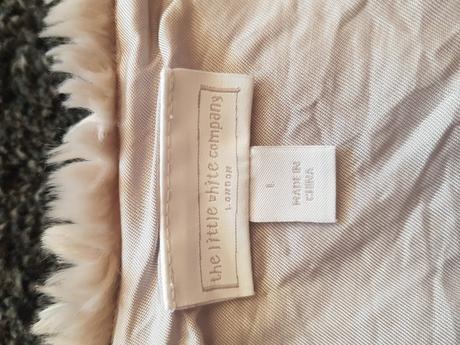 the little white company
LONDON
L
MADE IN
CHINA